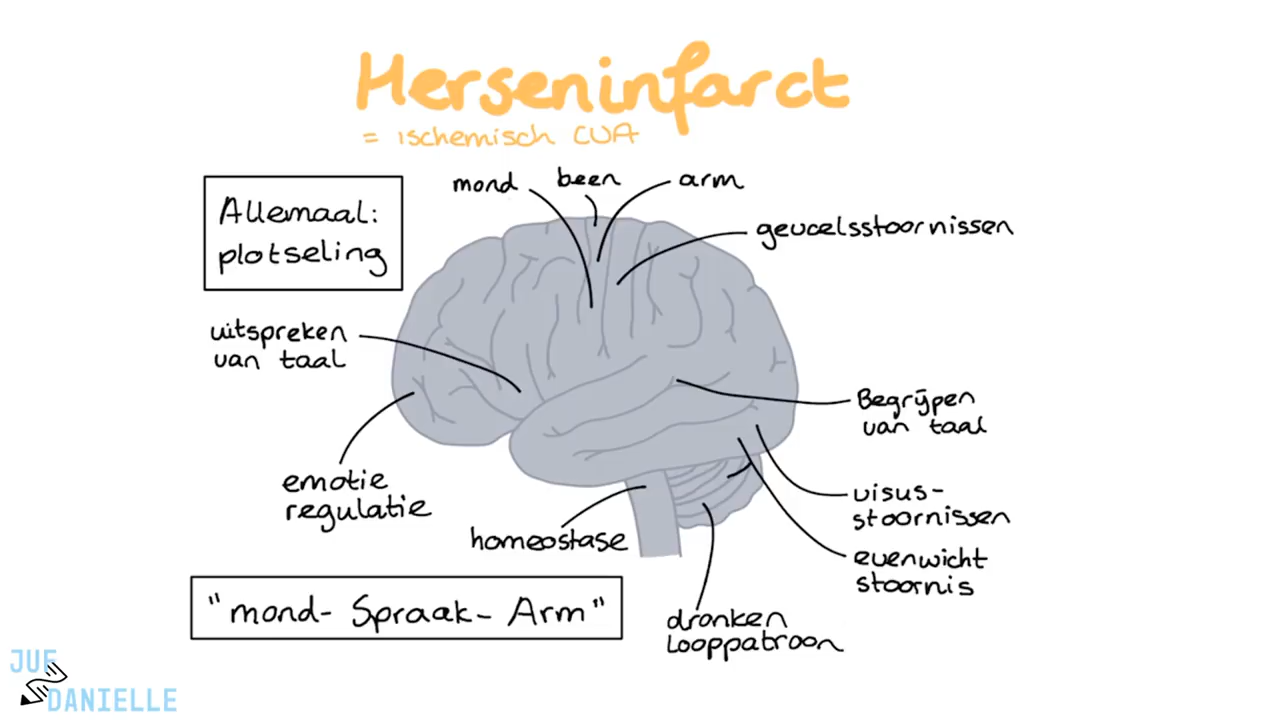 Herseninfarct
= ischemisch CVA
Allemaal:
plotseling
mond
been
arm
gevoelsstoornissen
uitspreken
van taal
Begrijpen
van taal
emotie
regulatie
homeostase
visus-
stoornissen
evenwicht
stoornis
dronken
looppatroon
"mond- Spraak- Arm"
JUF
DANIELLE